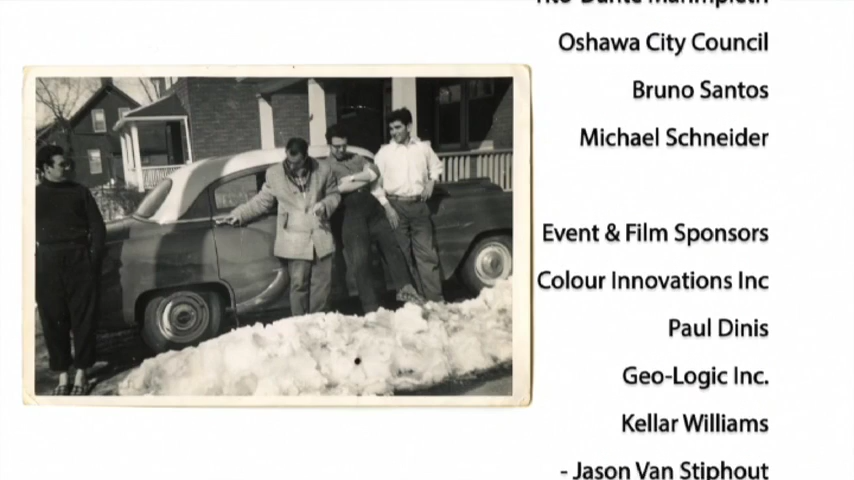 Oshawa City Council
Bruno Santos
Michael Schneider
Event & Film Sponsors
Colour Innovations Inc
Paul Dinis
Geo-Logic Inc.
Kellar Williams
- Jason Van Stiphout